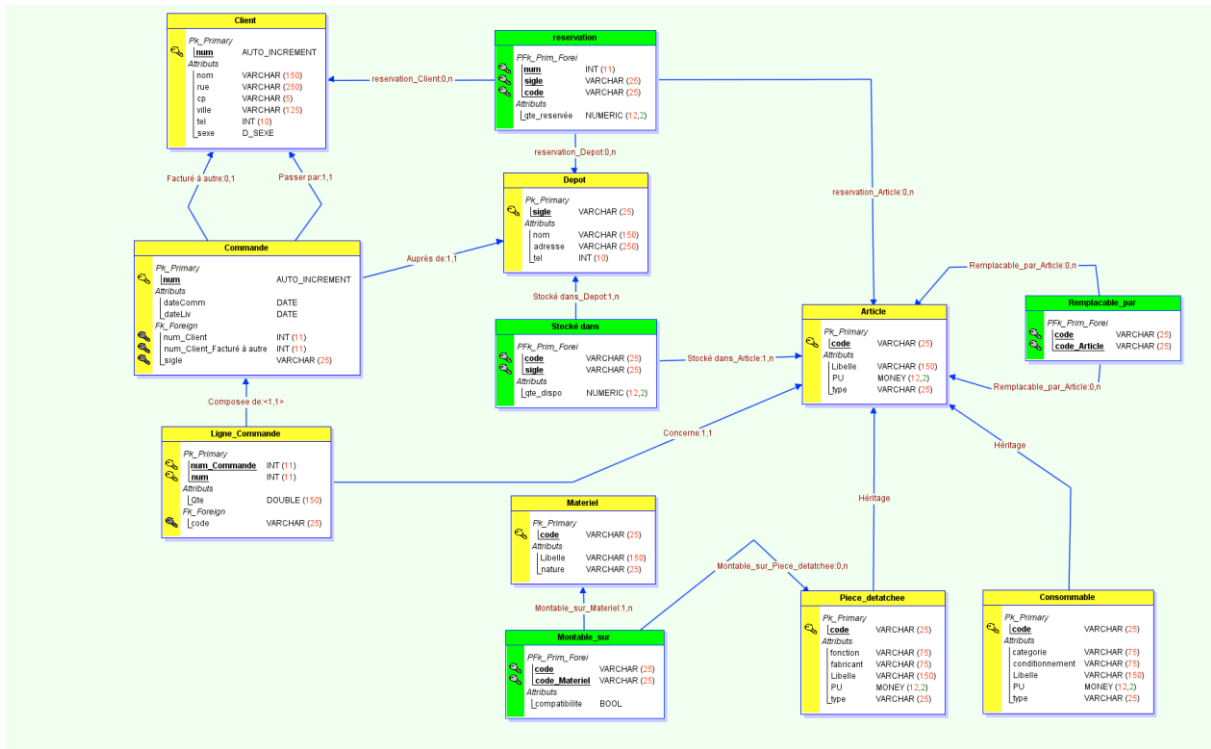 Client
Pk_Primary
num AUTO_INCREMENT
Attributs
nom VARCHAR (150)
rue VARCHAR (250)
cp VARCHAR (5)
ville VARCHAR (125)
tel INT (10)
sexe D_SEXE
reservation
PFk_Prim_Forei
num INT (11)
sigle VARCHAR (25)
code VARCHAR (25)
Attributs
qte_reservée NUMERIC (12,2)
reservation_Client:0,n
reservation_Depot:0,n
reservation_Article:0,n
Facturé à autre:0,1
Passer par:1,1
Depot
Pk_Primary
sigle VARCHAR (25)
Attributs
nom VARCHAR (150)
adresse VARCHAR (250)
tel INT (10)
Commande
Pk_Primary
num AUTO_INCREMENT
Attributs
dateComm DATE
dateLiv DATE
Fk_Foreign
num_Client INT (11)
num_Client_Facturé à autre INT (11)
sigle VARCHAR (25)
Auprès de:1,1
Stocké dans_Depot:1,n
Remplacable_par_Article:0,n
Remplacable_par
PFk_Prim_Forei
code VARCHAR (25)
code_Article VARCHAR (25)
Remplacable_par_Article:0,n
Article
Pk_Primary
code VARCHAR (25)
Attributs
Libelle VARCHAR (150)
PU MONEY (12,2)
type VARCHAR (25)
Stocké dans
PFk_Prim_Forei
code VARCHAR (25)
sigle VARCHAR (25)
Attributs
qte_dispo NUMERIC (12,2)
Stocké dans_Article:1,n
Composee de:<1,1>
Ligne_Commande
Pk_Primary
num_Commande INT (11)
num INT (11)
Attributs
Qte DOUBLE (150)
Fk_Foreign
code VARCHAR (25)
Concerne:1,1
Héritage
Héritage
Materiel
Pk_Primary
code VARCHAR (25)
Attributs
Libelle VARCHAR (150)
nature VARCHAR (25)
Montable_sur_Piece_detatchee:0,n
Montable_sur_Materiel:1,n
Montable_sur
PFk_Prim_Forei
code VARCHAR (25)
code_Materiel VARCHAR (25)
Attributs
compatibilite BOOL
Piece_detatchee
Pk_Primary
code VARCHAR (25)
Attributs
fonction VARCHAR (75)
fabricant VARCHAR (75)
Libelle VARCHAR (150)
PU MONEY (12,2)
type VARCHAR (25)
Consommable
Pk_Primary
code VARCHAR (25)
Attributs
categorie VARCHAR (75)
conditionnement VARCHAR (75)
Libelle VARCHAR (150)
PU MONEY (12,2)
type VARCHAR (25)